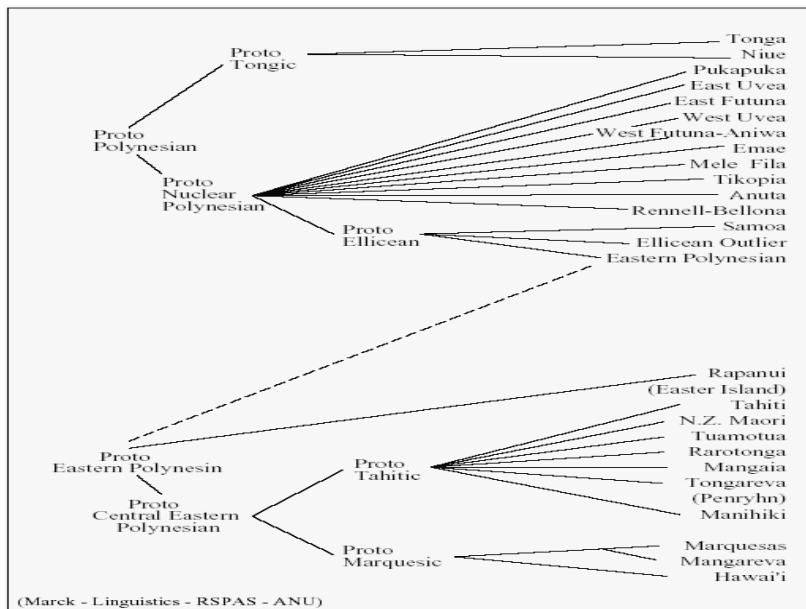 Tonga
Proto
Tongic
Niue
Pukapuka
East Uvea
East Futuna
West Uvea
Proto
Polynesian
West Futuna-Aniwa
Emae
Mele Fila
Proto
Nuclear
Polynesian
Tikopia
Anuta
Rennell-Bellona
Proto
Ellicean
Samoa
Ellicean Outlier
Eastern Polynesian
Rapanui
(Easter Island)
Tahiti
N.Z. Maori
Tuamotua
Rarotonga
Proto
Eastern Polynesin
Proto
Tahitic
Mangaia
Tongareva
(Penryhn)
Manihiki
Proto
Central Eastern
Polynesian
Proto
Marquesic
Marquesas
Mangareva
Hawai'i
(Marck - Linguistics - RSPAS - ANU)